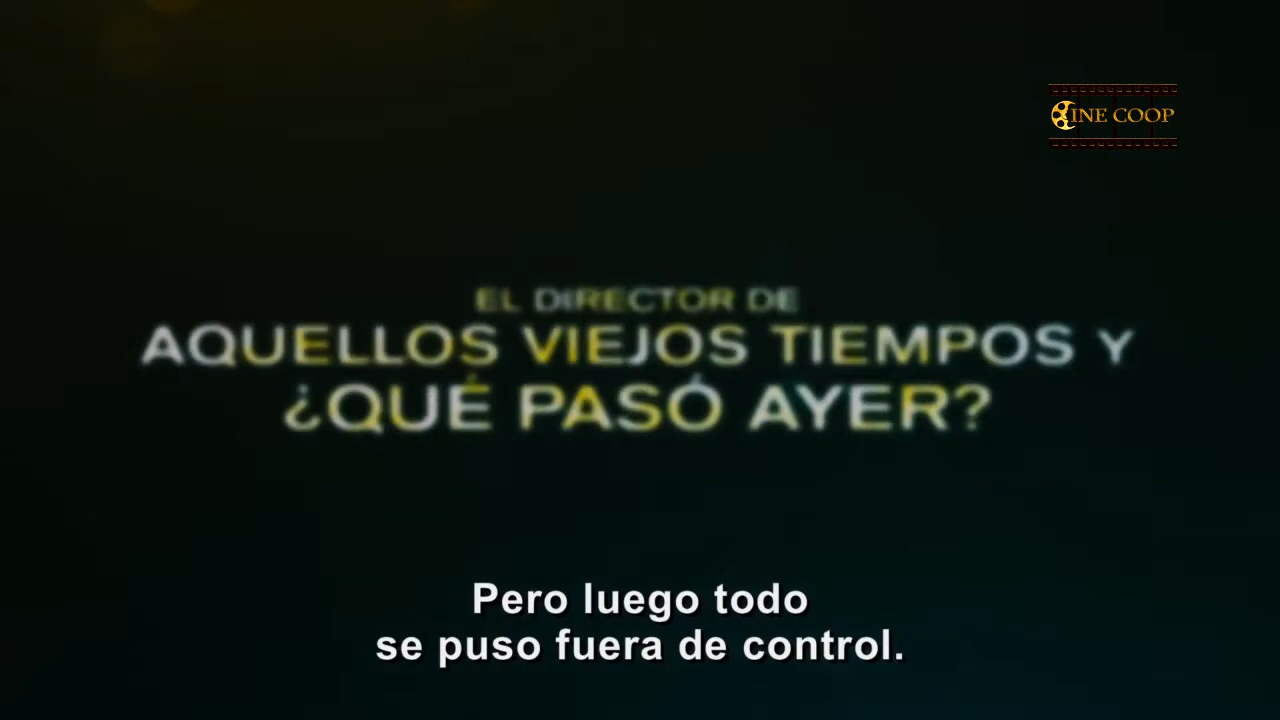 CINE COOP
EL DIRECTOR DE
AQUELLOS VIEJOS TIEMPOS Y
¿QUÉ PASÓ AYER?
Pero luego todo
se puso fuera de control.